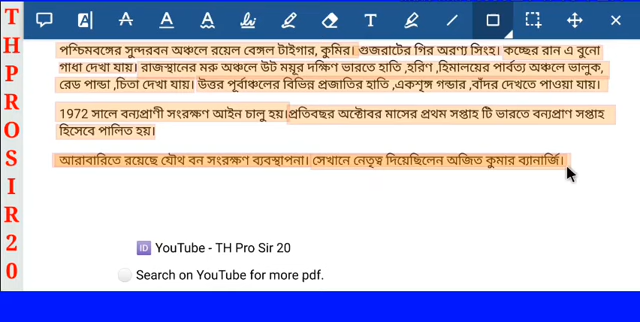 পশ্চিমবঙ্গের সুন্দরবন অঞ্চলে রয়েল বেঙ্গল টাইগার, কুমির। গুজরাটের গির অরণ্য সিংহ। কচ্ছের রান এ বুনো
গাধা দেখা যায়। রাজস্থানের মরু অঞ্চলে উট ময়ূর দক্ষিণ ভারতে হাতি ,হরিণ ,হিমালয়ের পার্বত্য অঞ্চলে ভালুক,
রেড পান্ডা ,চিতা দেখা যায়। উত্তর পূর্বাঞ্চলের বিভিন্ন প্রজাতির হাতি ,একশৃঙ্গ গন্ডার ,বাঁদর দেখতে পাওয়া যায়।
1972 সালে বন্যপ্রাণী সংরক্ষণ আইন চালু হয়।প্রতিবছর অক্টোবর মাসের প্রথম সপ্তাহ টি ভারতে বন্যপ্রাণ সপ্তাহ
হিসেবে পালিত হয়।
আরাবারিতে রয়েছে যৌথ বন সংরক্ষণ ব্যবস্থাপনা। সেখানে নেতৃত্ব দিয়েছিলেন অজিত কুমার ব্যানার্জি।
ID YouTube - TH Pro Sir 20
Search on YouTube for more pdf.
T
H
P
R
O
S
I
R
2
0